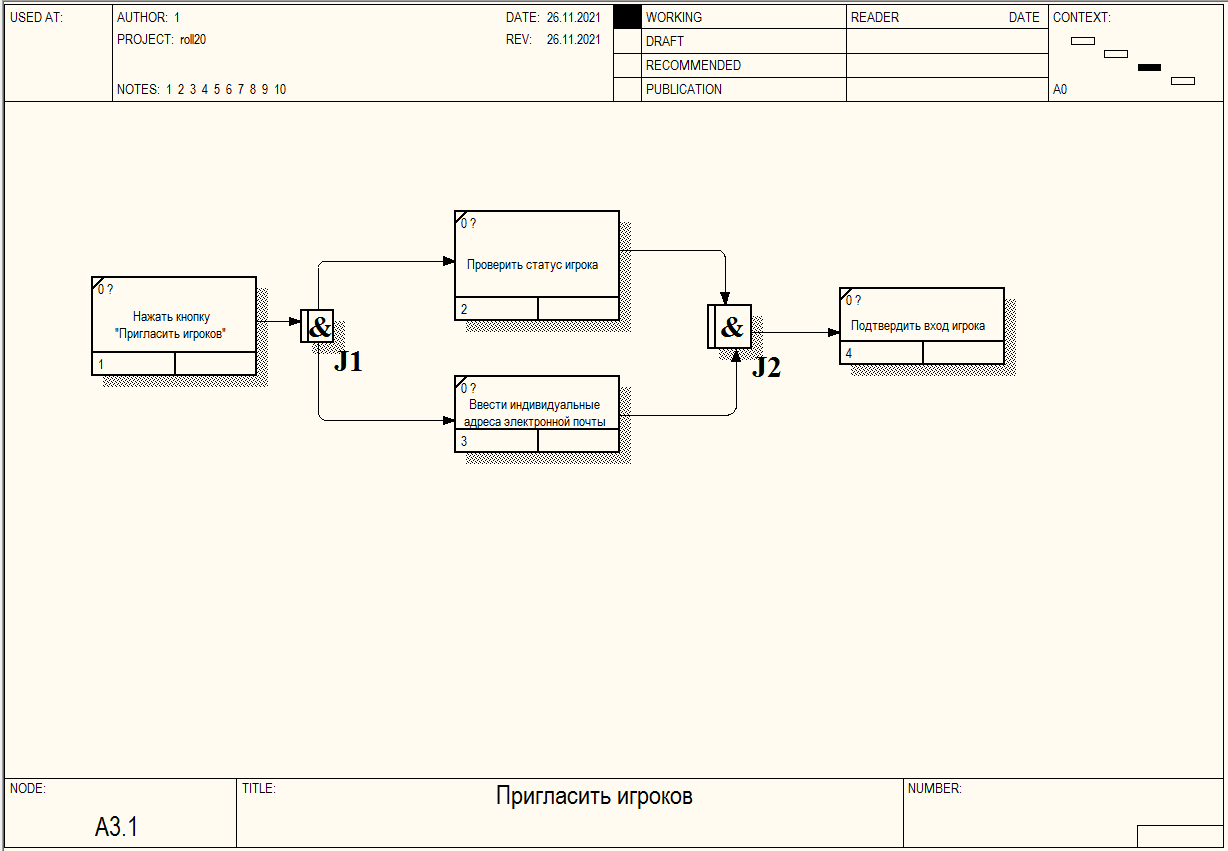 USED AT:
AUTHOR: 1
DATE: 26.11.2021
PROJECT: roll20
REV: 26.11.2021
NOTES: 1 2 3 4 5 6 7 8 9 10
WORKING
DRAFT
RECOMMENDED
PUBLICATION
READER DATE
CONTEXT:
A0
0 ?
Нажать кнопку
"Пригласить игроков"
1
&
J1
0 ?
Проверить статус игрока
2
0 ?
Ввести индивидуальные
адреса электронной почты
3
&
J2
0 ?
Подтвердить вход игрока
4
NODE:
A3.1
TITLE:
Пригласить игроков
NUMBER: